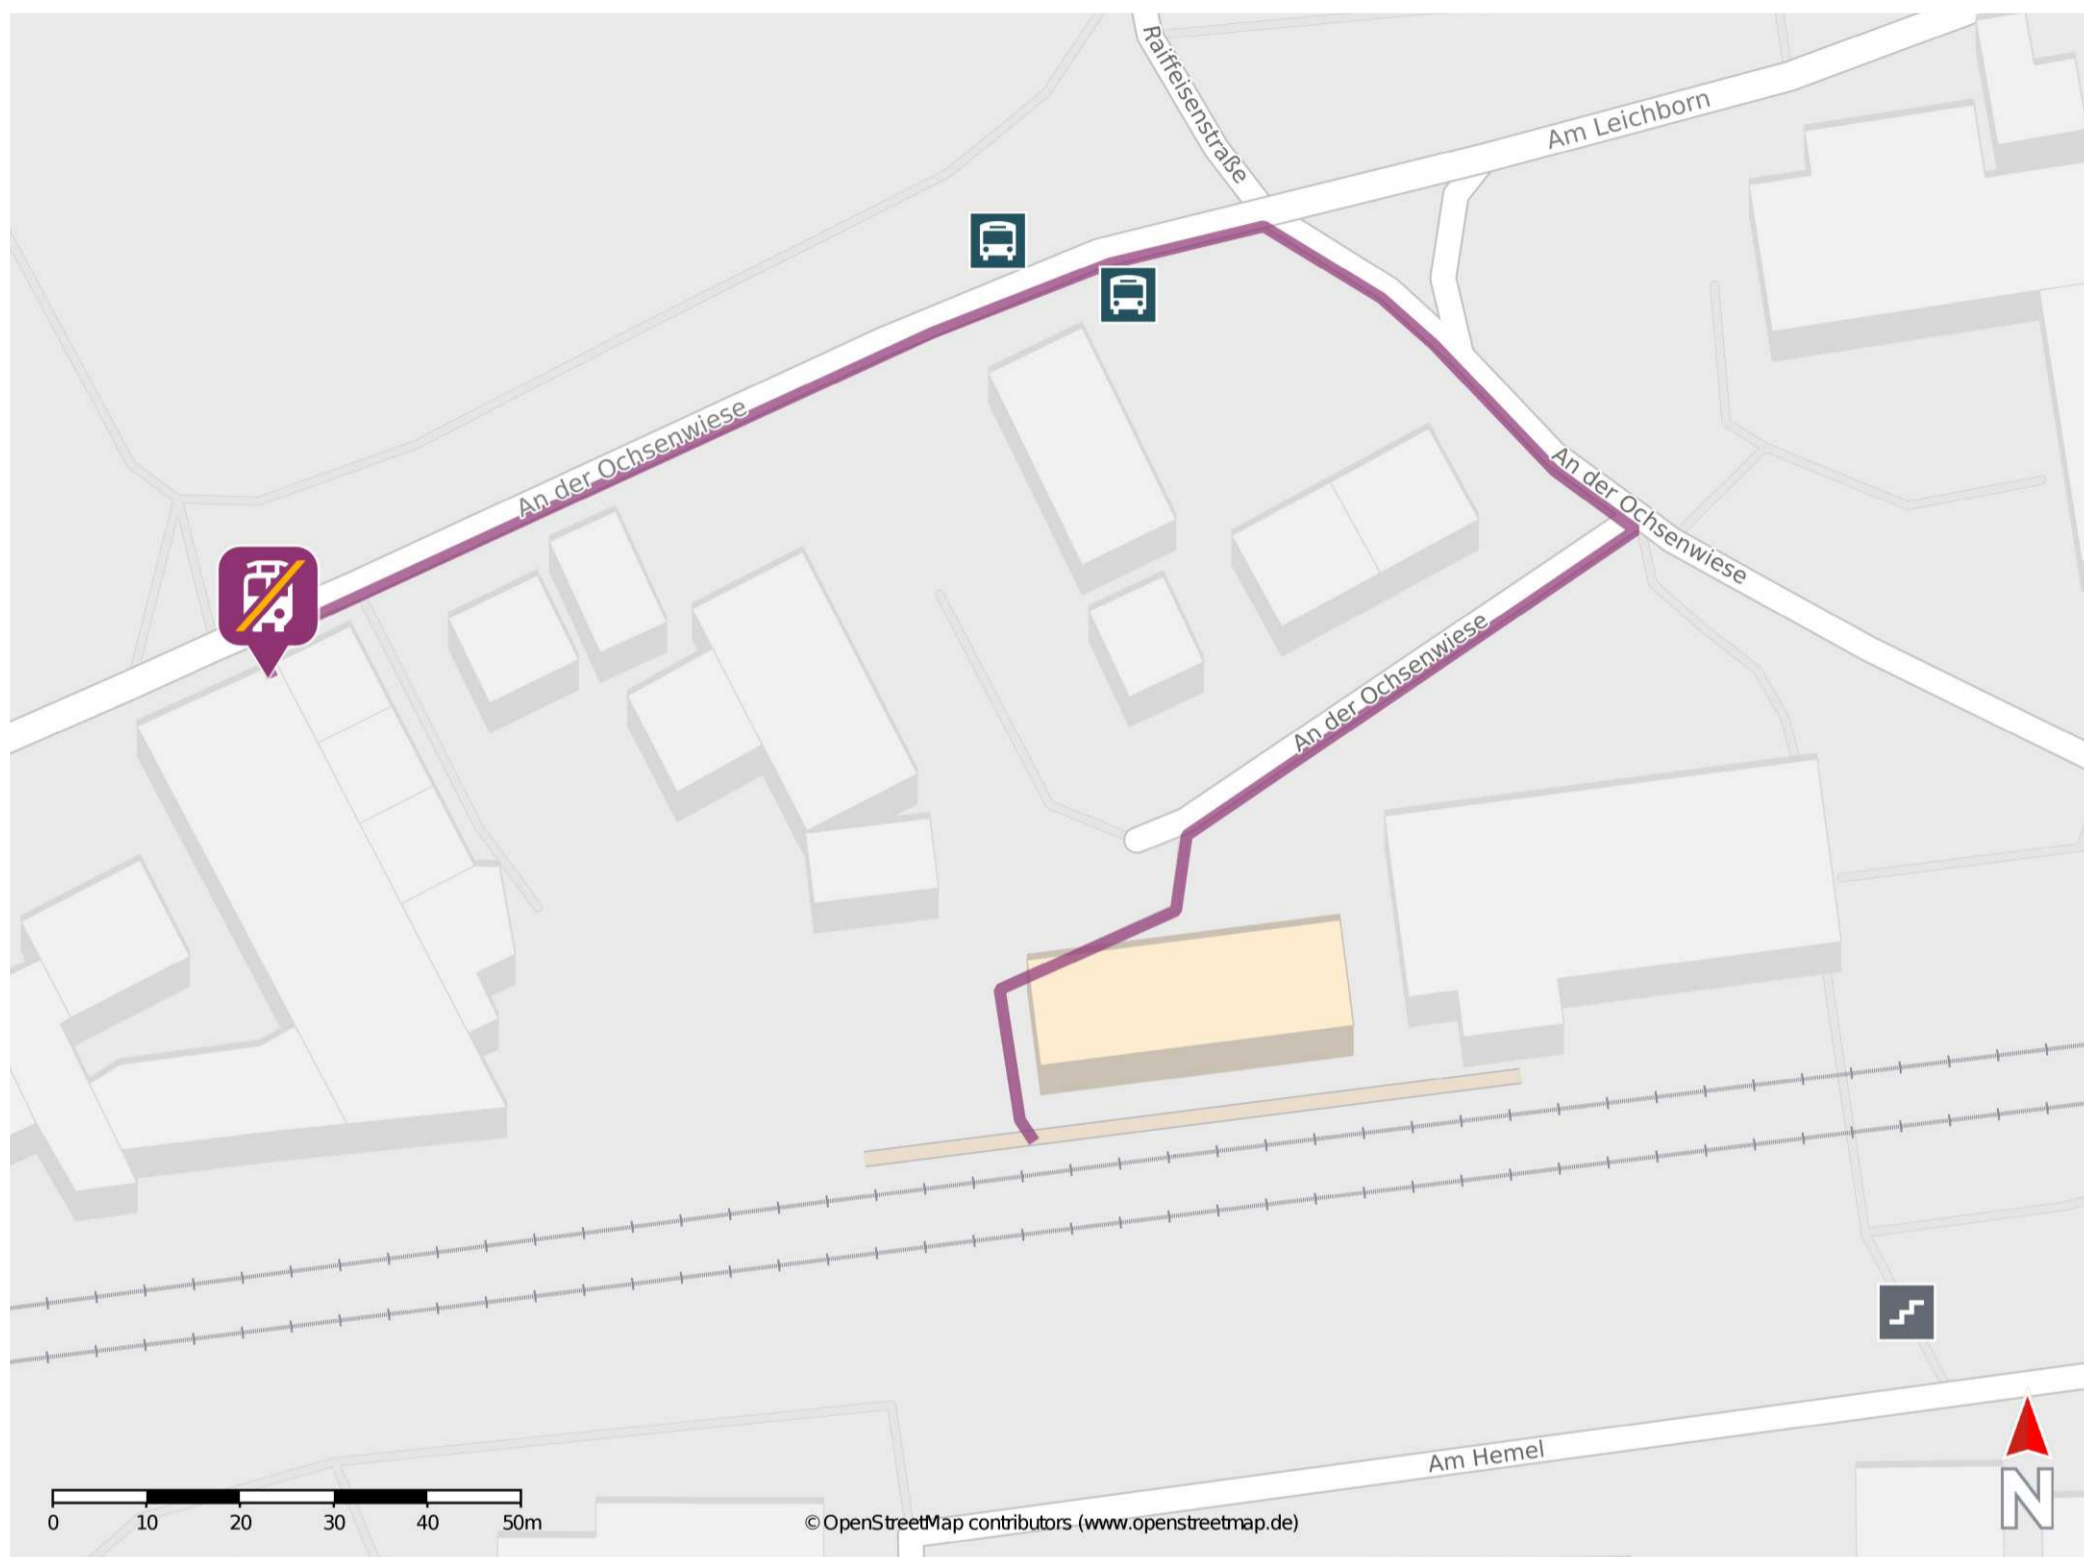 Raiffeisenstraße
Am Leichborn
An der Ochsenwiese
An der Ochsenwiese
An der Ochsenwiese
Am Hemel
N
0 10 20 30 40 50m
© OpenStreetMap contributors (www.openstreetmap.de)